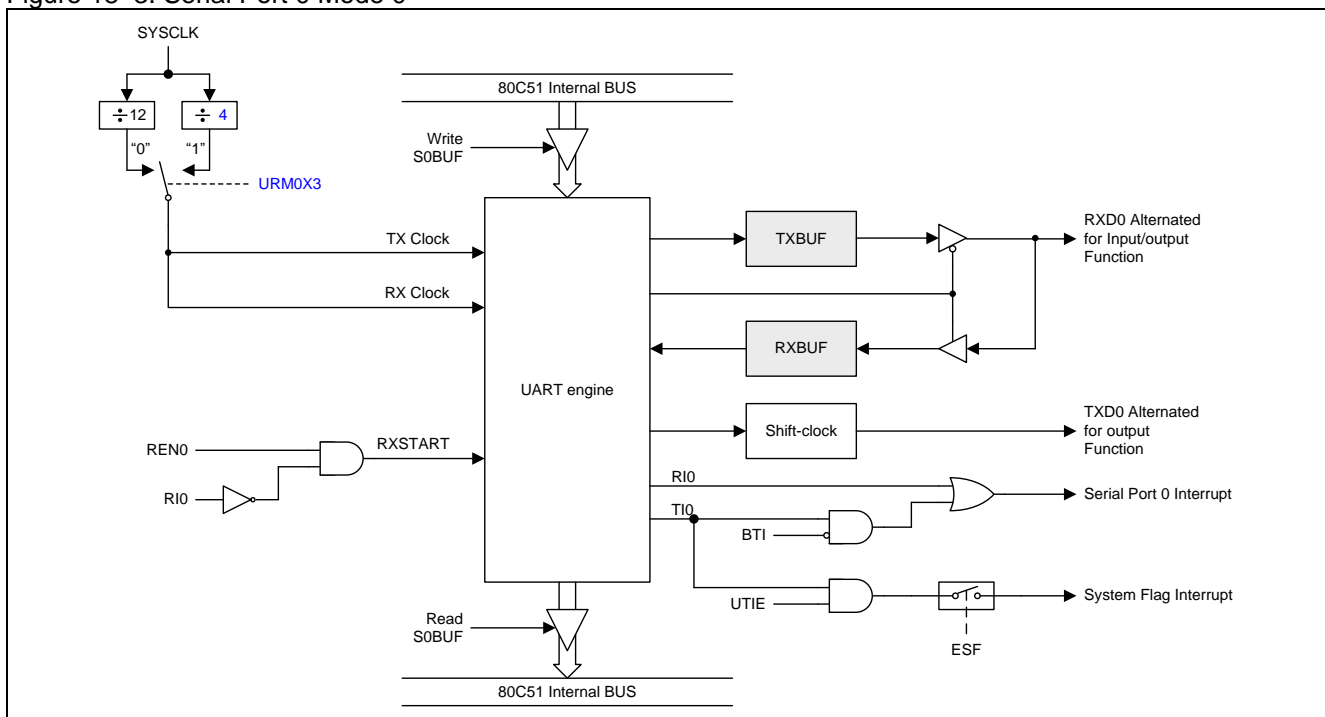 SYSCLK
÷ 12
÷ 4
"0"
"1"
URM0X3
80C51 Internal BUS
Write
S0BUF
TX Clock
RX Clock
UART engine
TXBUF
RXD0 Alternated
for Input/output
Function
RXBUF
Shift-clock
TXD0 Alternated
for output
Function
REN0
RXSTART
RI0
RI0
Serial Port 0 Interrupt
TI0
BTI
UTIE
System Flag Interrupt
ESF
Read
S0BUF
80C51 Internal BUS